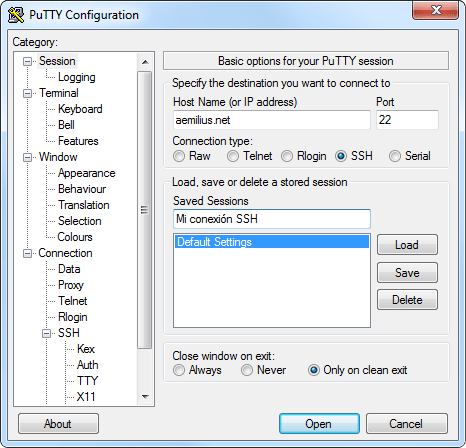 PuTTY Configuration
Category:
Session
Logging
Terminal
Keyboard
Bell
Features
Window
Appearance
Behaviour
Translation
Selection
Colours
Connection
Data
Proxy
Telnet
Rlogin
SSH
Kex
Auth
TTY
X11
Basic options for your PuTTY session
Specify the destination you want to connect to
Host Name (or IP address) Port
aemilius.net 22
Connection type:
Raw Telnet Rlogin SSH Serial
Load, save or delete a stored session
Saved Sessions
Mi conexión SSH
Default Settings
Load
Save
Delete
Close window on exit:
Always Never Only on clean exit
About Open Cancel